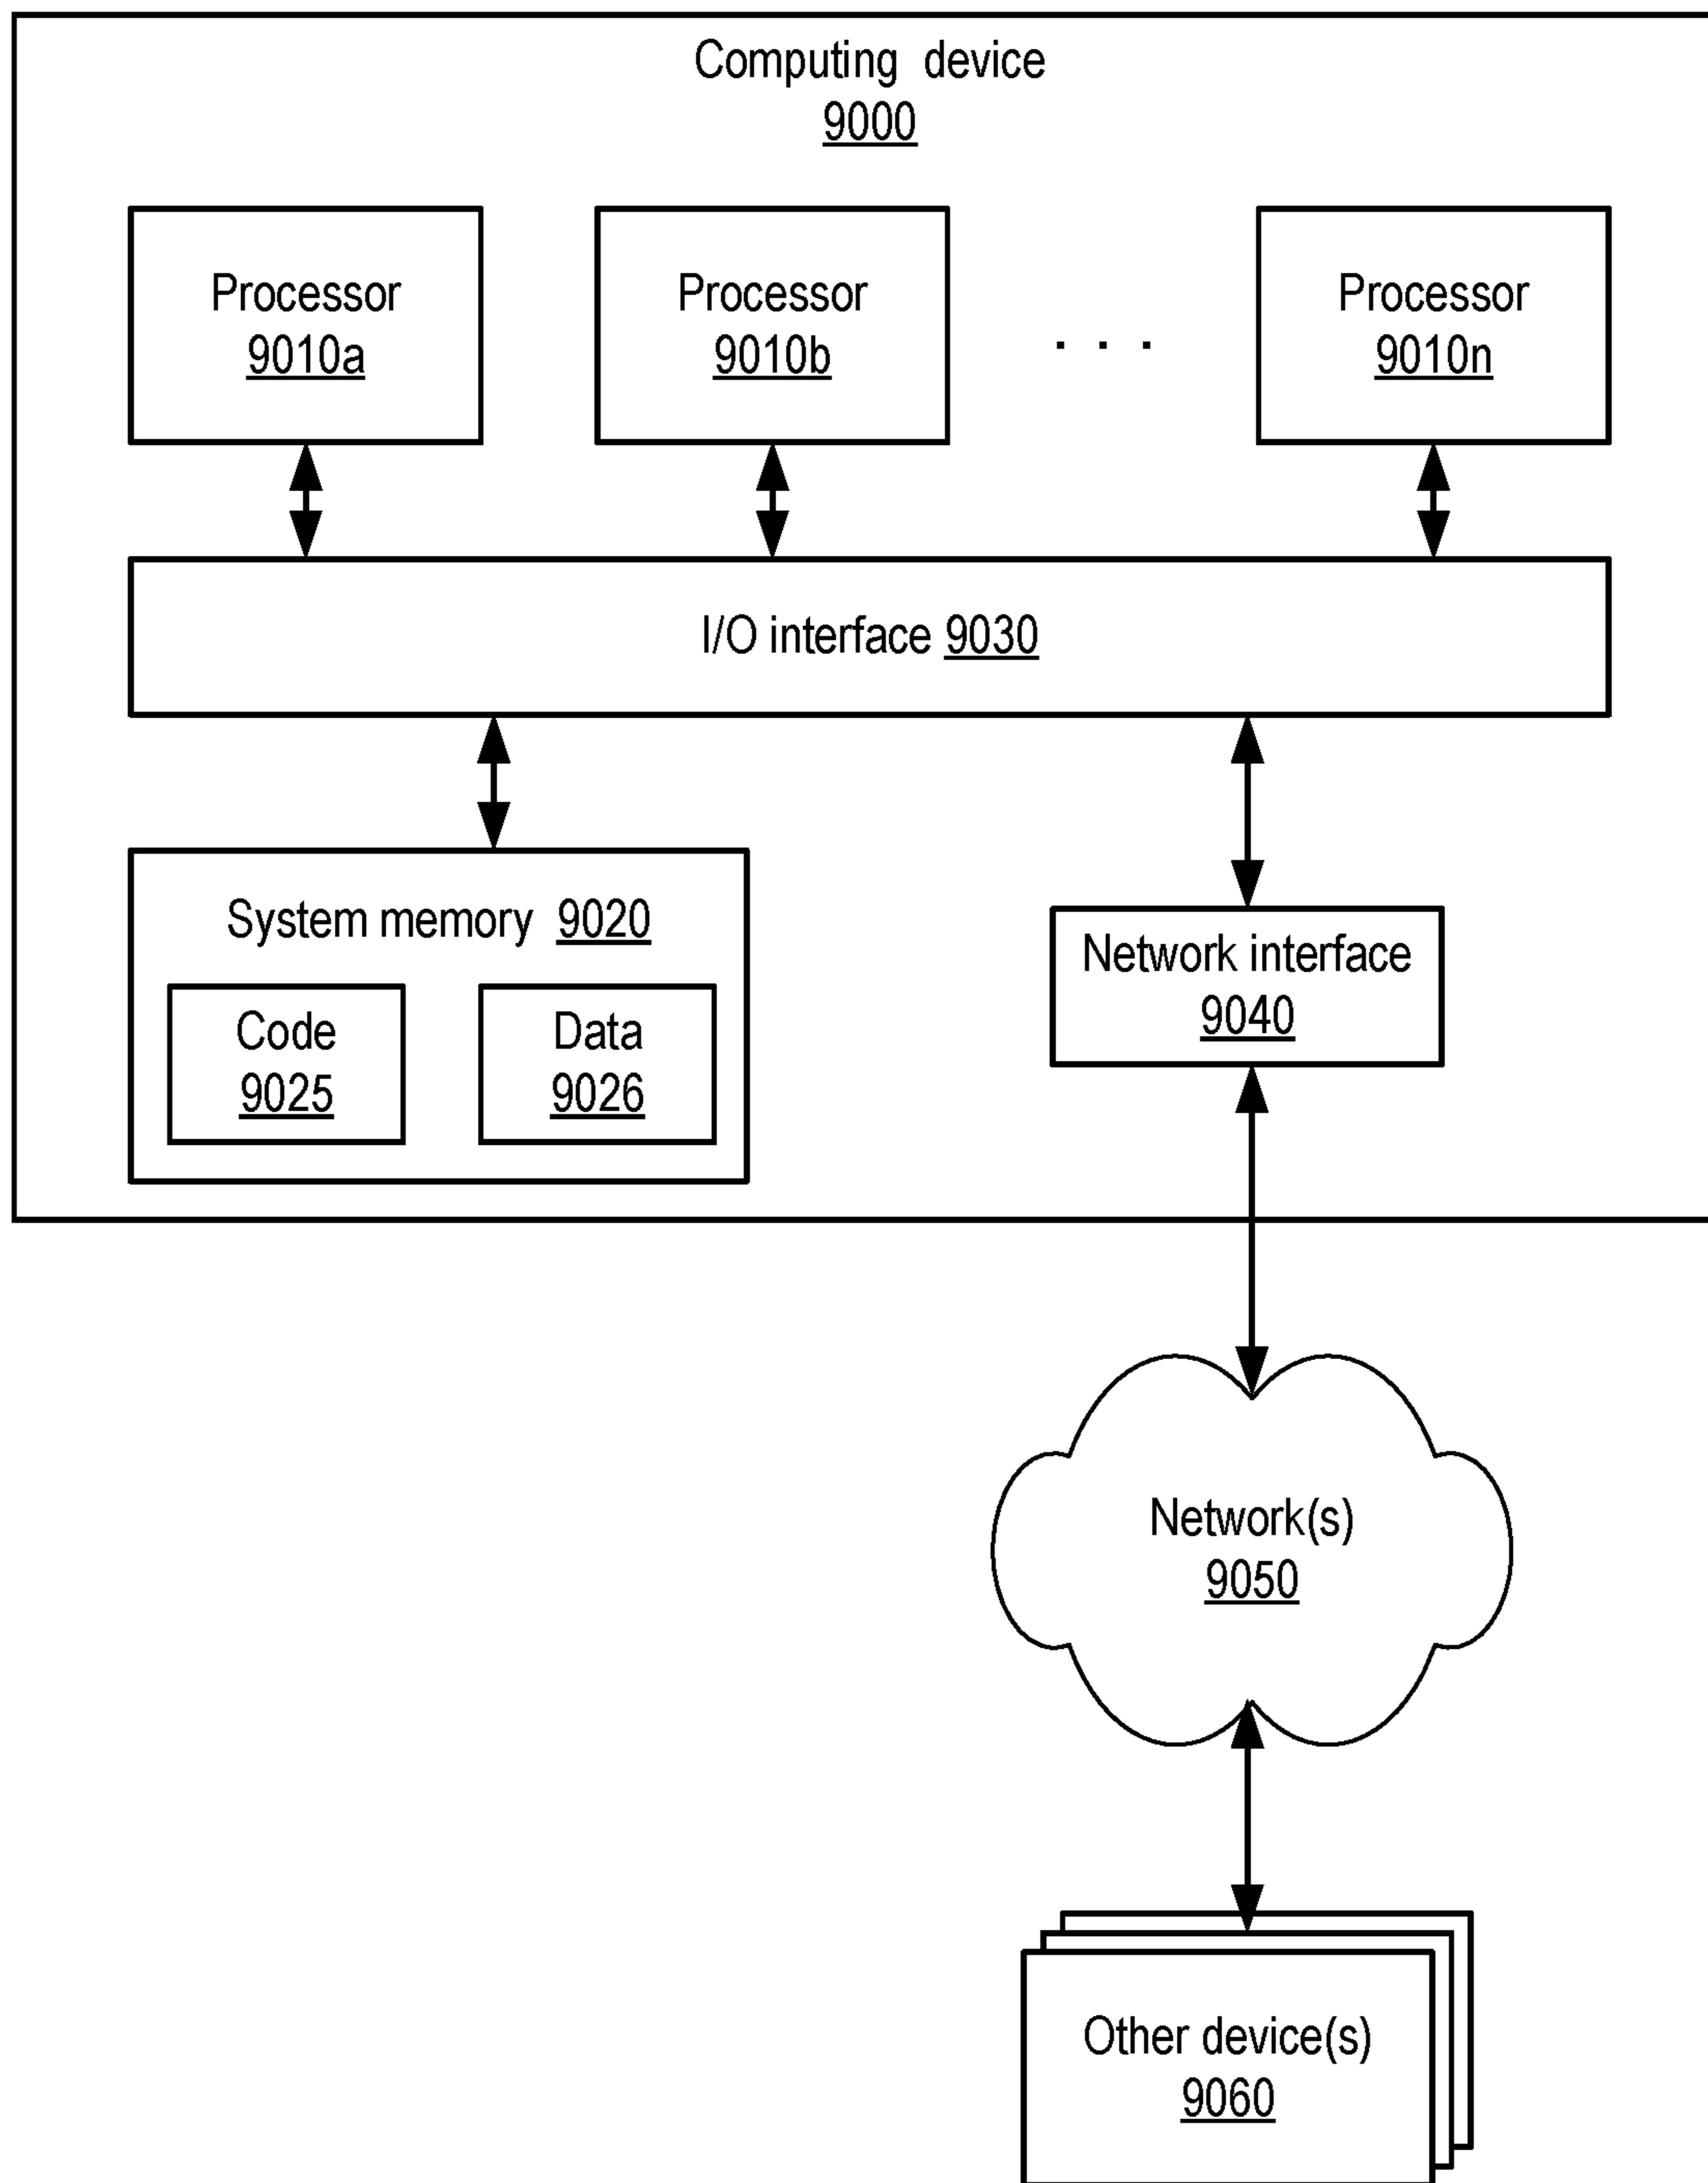 Computing device
9000
Processor
9010a
Processor
9010b
. . .
Processor
9010n
I/O interface 9030
System memory 9020
Code
9025
Data
9026
Network interface
9040
Network(s)
9050
Other device(s)
9060